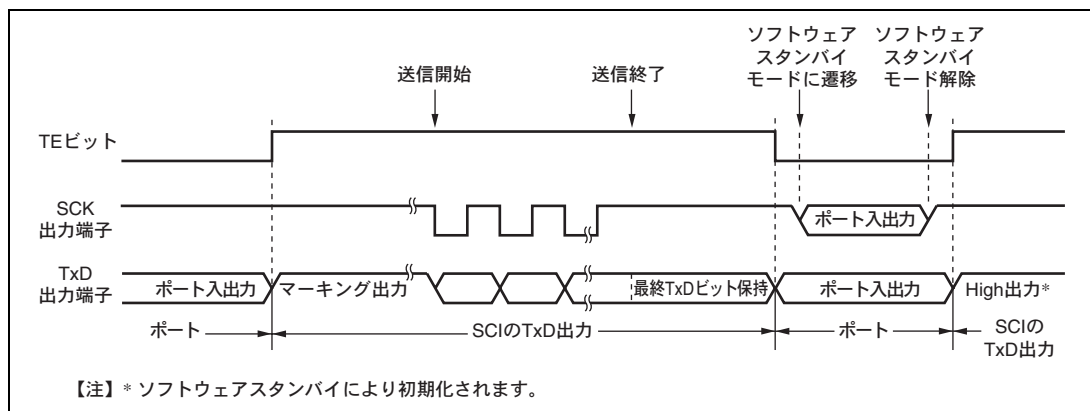 ソフトウェア
スタンバイ
モードに遷移
ソフトウェア
スタンバイ
モード解除
送信開始
送信終了
TEビット
SCK
出力端子
ポート入出力
TxD
出力端子
ポート入出力
マーキング出力
最終TxDビット保持
ポート入出力
High出力*
ポート
SCIのTxD出力
ポート
SCIの
TxD出力
【注】* ソフトウェアスタンバイにより初期化されます。